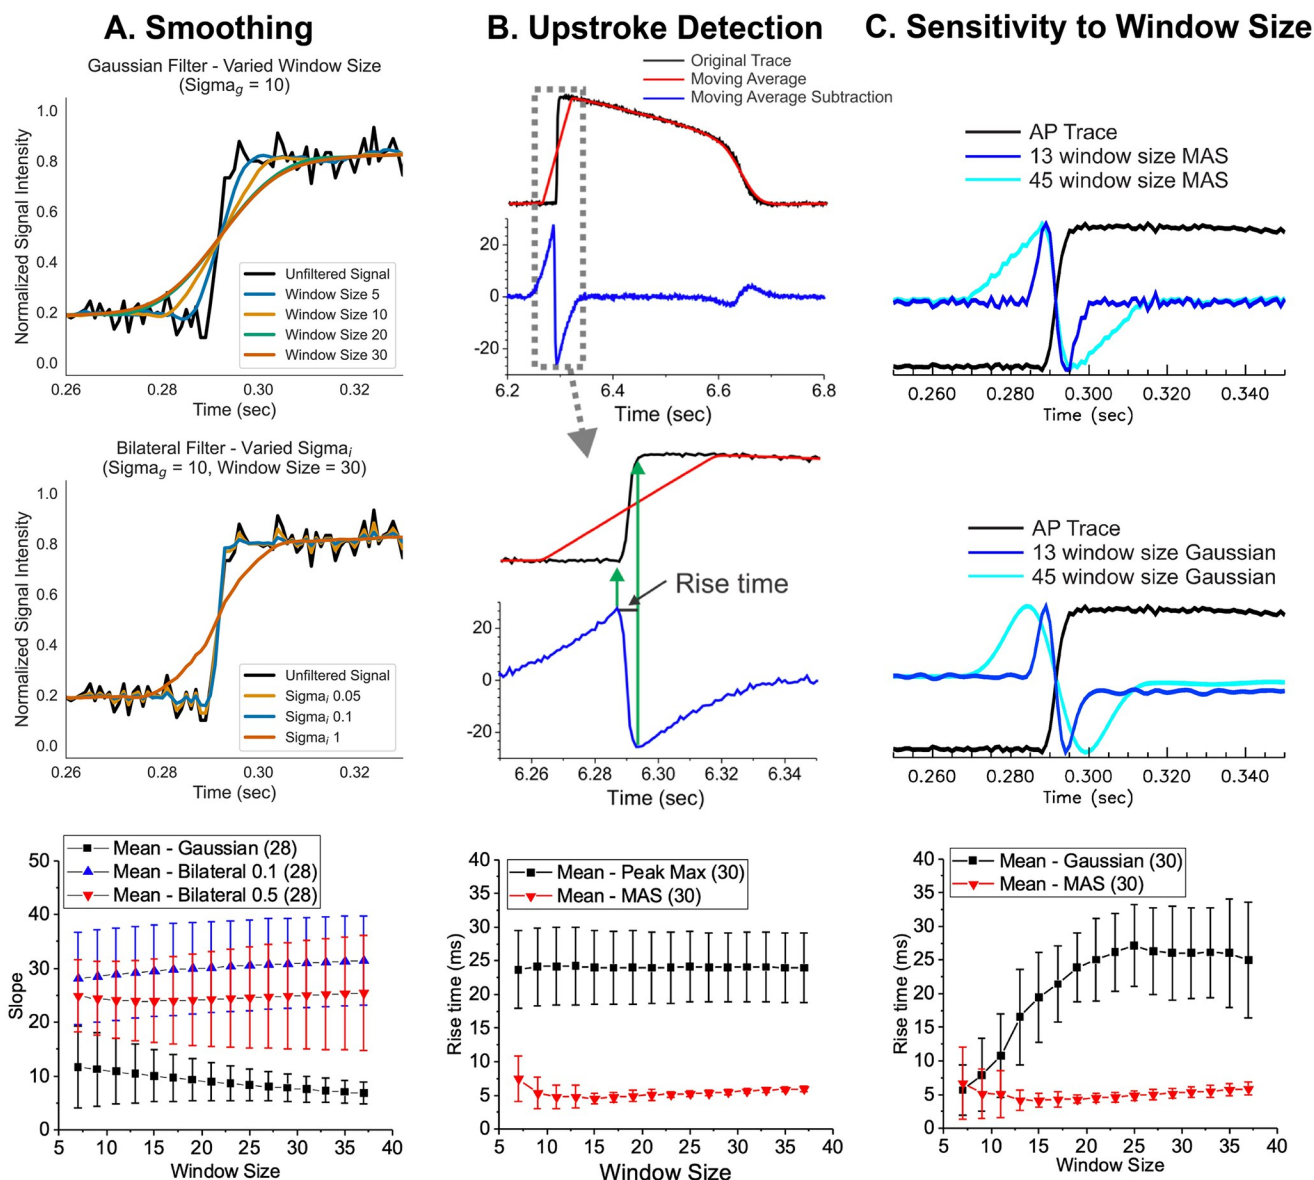 A. Smoothing
Gaussian Filter - Varied Window Size
(Sigmag = 10)
Normalized Signal Intensity
1.0
0.8
0.6
0.4
0.2
0.0
Unfiltered Signal
Window Size 5
Window Size 10
Window Size 20
Window Size 30
0.26
0.28
0.30
0.32
Time (sec)
Bilateral Filter - Varied Sigmai
(Sigmag = 10, Window Size = 30)
Normalized Signal Intensity
1.0
0.8
0.6
0.4
0.2
0.0
Unfiltered Signal
Sigmai 0.05
Sigmai 0.1
Sigmai 1
0.26
0.28
0.30
0.32
Time (sec)
Mean - Gaussian (28)
Mean - Bilateral 0.1 (28)
Mean - Bilateral 0.5 (28)
Slope
50
40
30
20
10
0
5
10
15
20
25
30
35
40
Window Size
B. Upstroke Detection
Original Trace
Moving Average
Moving Average Subtraction
20
0
-20
6.2
6.4
6.6
6.8
Time (sec)
Rise time
20
0
-20
6.26
6.28
6.30
6.32
6.34
Time (sec)
Mean - Peak Max (30)
Mean - MAS (30)
Rise time (ms)
40
35
30
25
20
15
10
5
0
5
10
15
20
25
30
35
40
Window Size
C. Sensitivity to Window Size
AP Trace
13 window size MAS
45 window size MAS
0.260
0.280
0.300
0.320
0.340
Time (sec)
AP Trace
13 window size Gaussian
45 window size Gaussian
0.260
0.280
0.300
0.320
0.340
Time (sec)
Mean - Gaussian (30)
Mean - MAS (30)
Rise time (ms)
40
35
30
25
20
15
10
5
0
5
10
15
20
25
30
35
40
Window Size